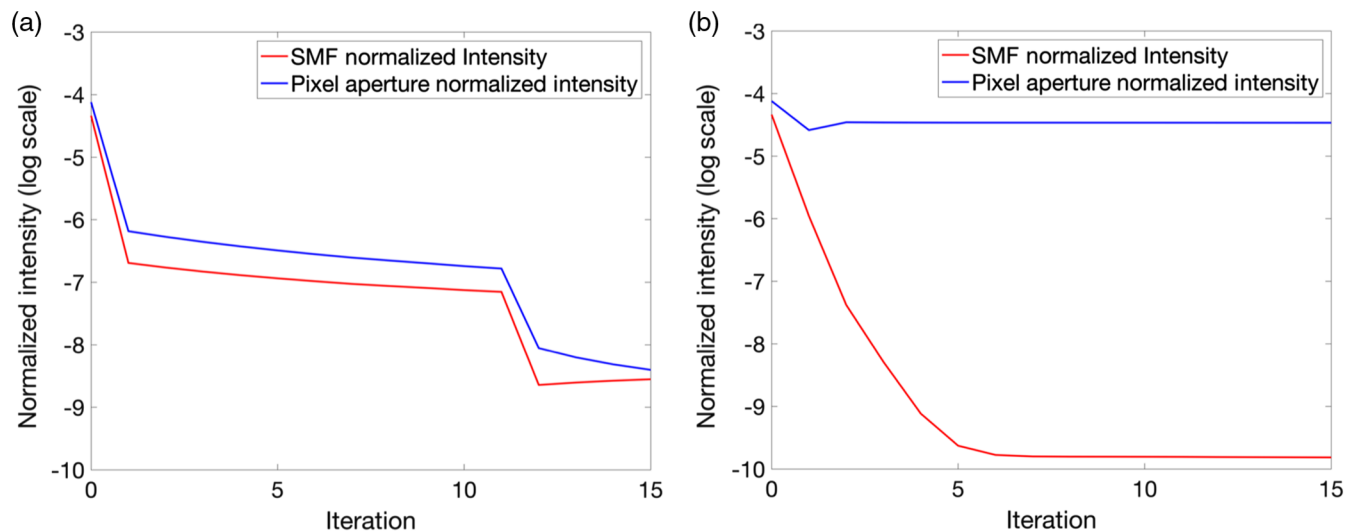 (a)
Normalized intensity (log scale)
-3
-4
-5
-6
-7
-8
-9
-10
SMF normalized Intensity
Pixel aperture normalized intensity
0
5
10
15
Iteration
(b)
Normalized intensity (log scale)
-3
-4
-5
-6
-7
-8
-9
-10
SMF normalized Intensity
Pixel aperture normalized intensity
0
5
10
15
Iteration